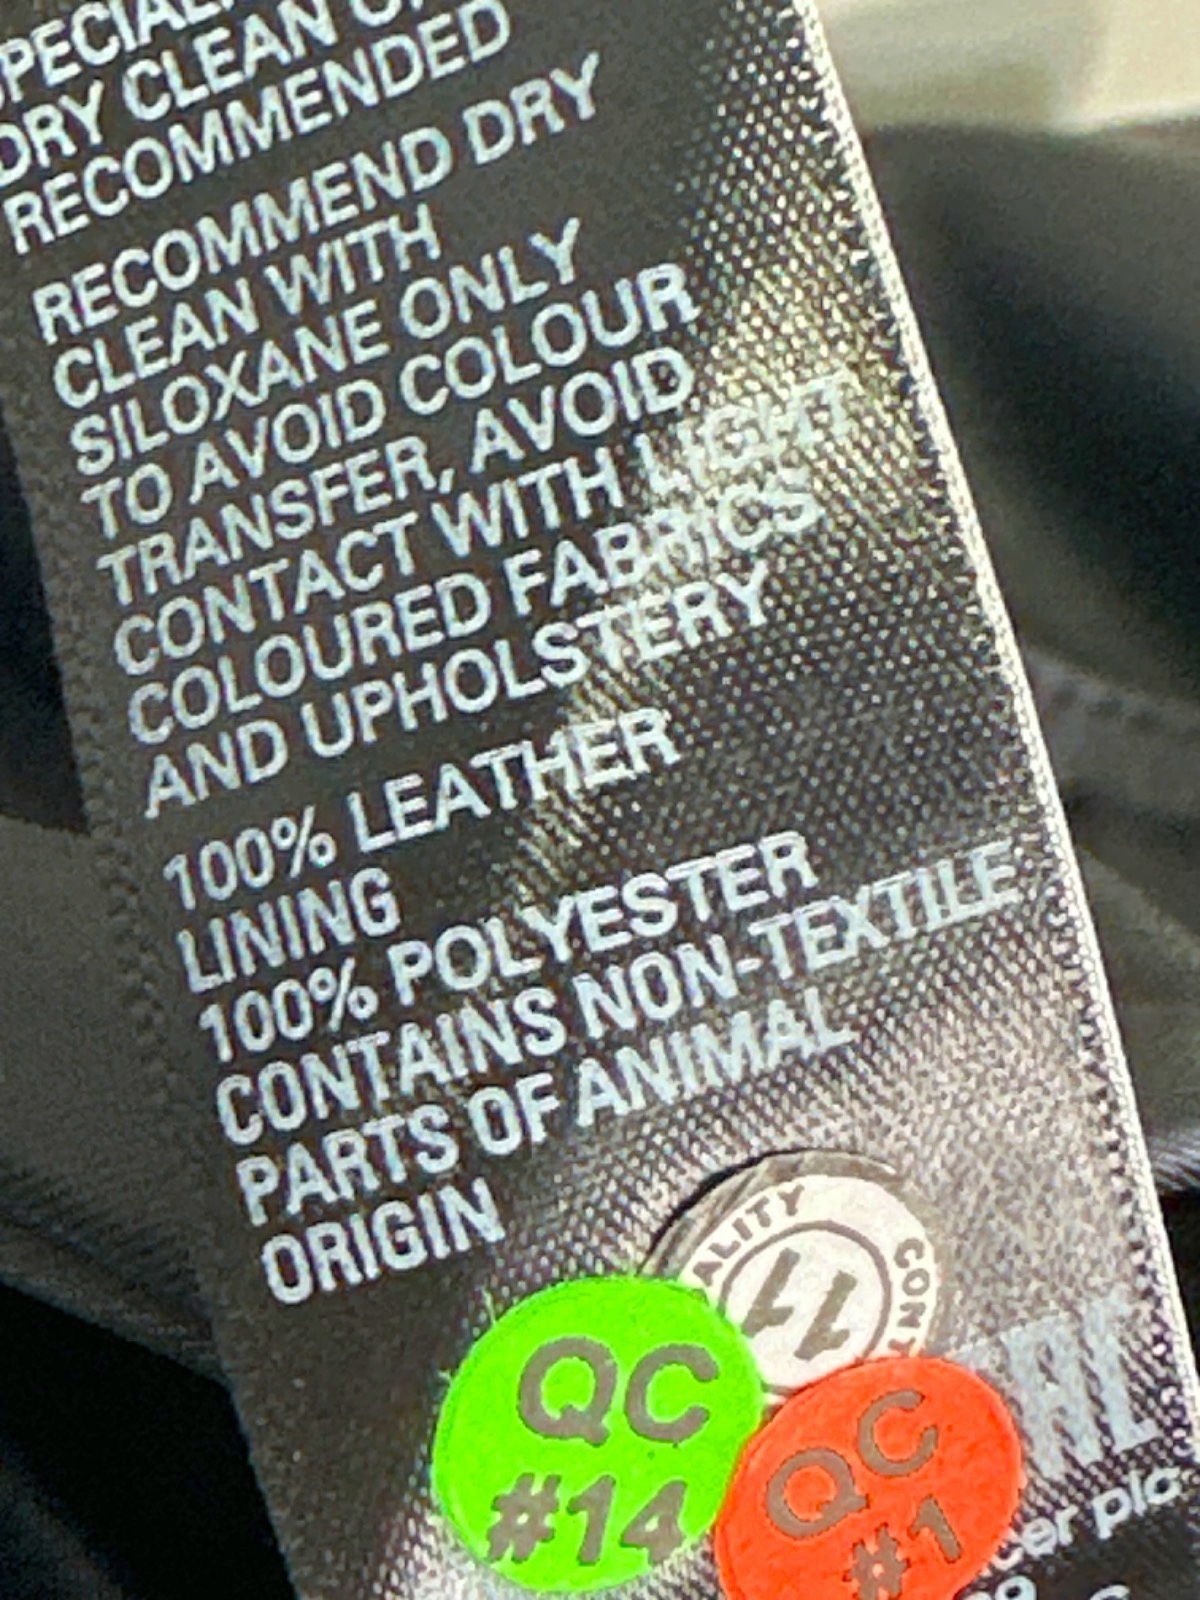 DRY CLEAN
RECOMMENDED
RECOMMEND DRY
CLEAN WITH
SILOXANE ONLY
TO AVOID COLOUR
TRANSFER, AVOID
CONTACT WITH LIGHT
COLOURED FABRICS
AND UPHOLSTERY
100% LEATHER
LINING
100% POLYESTER
CONTAINS NON-TEXTILE
PARTS OF ANIMAL
ORIGIN
11
QC
#14
QC
#1
plc